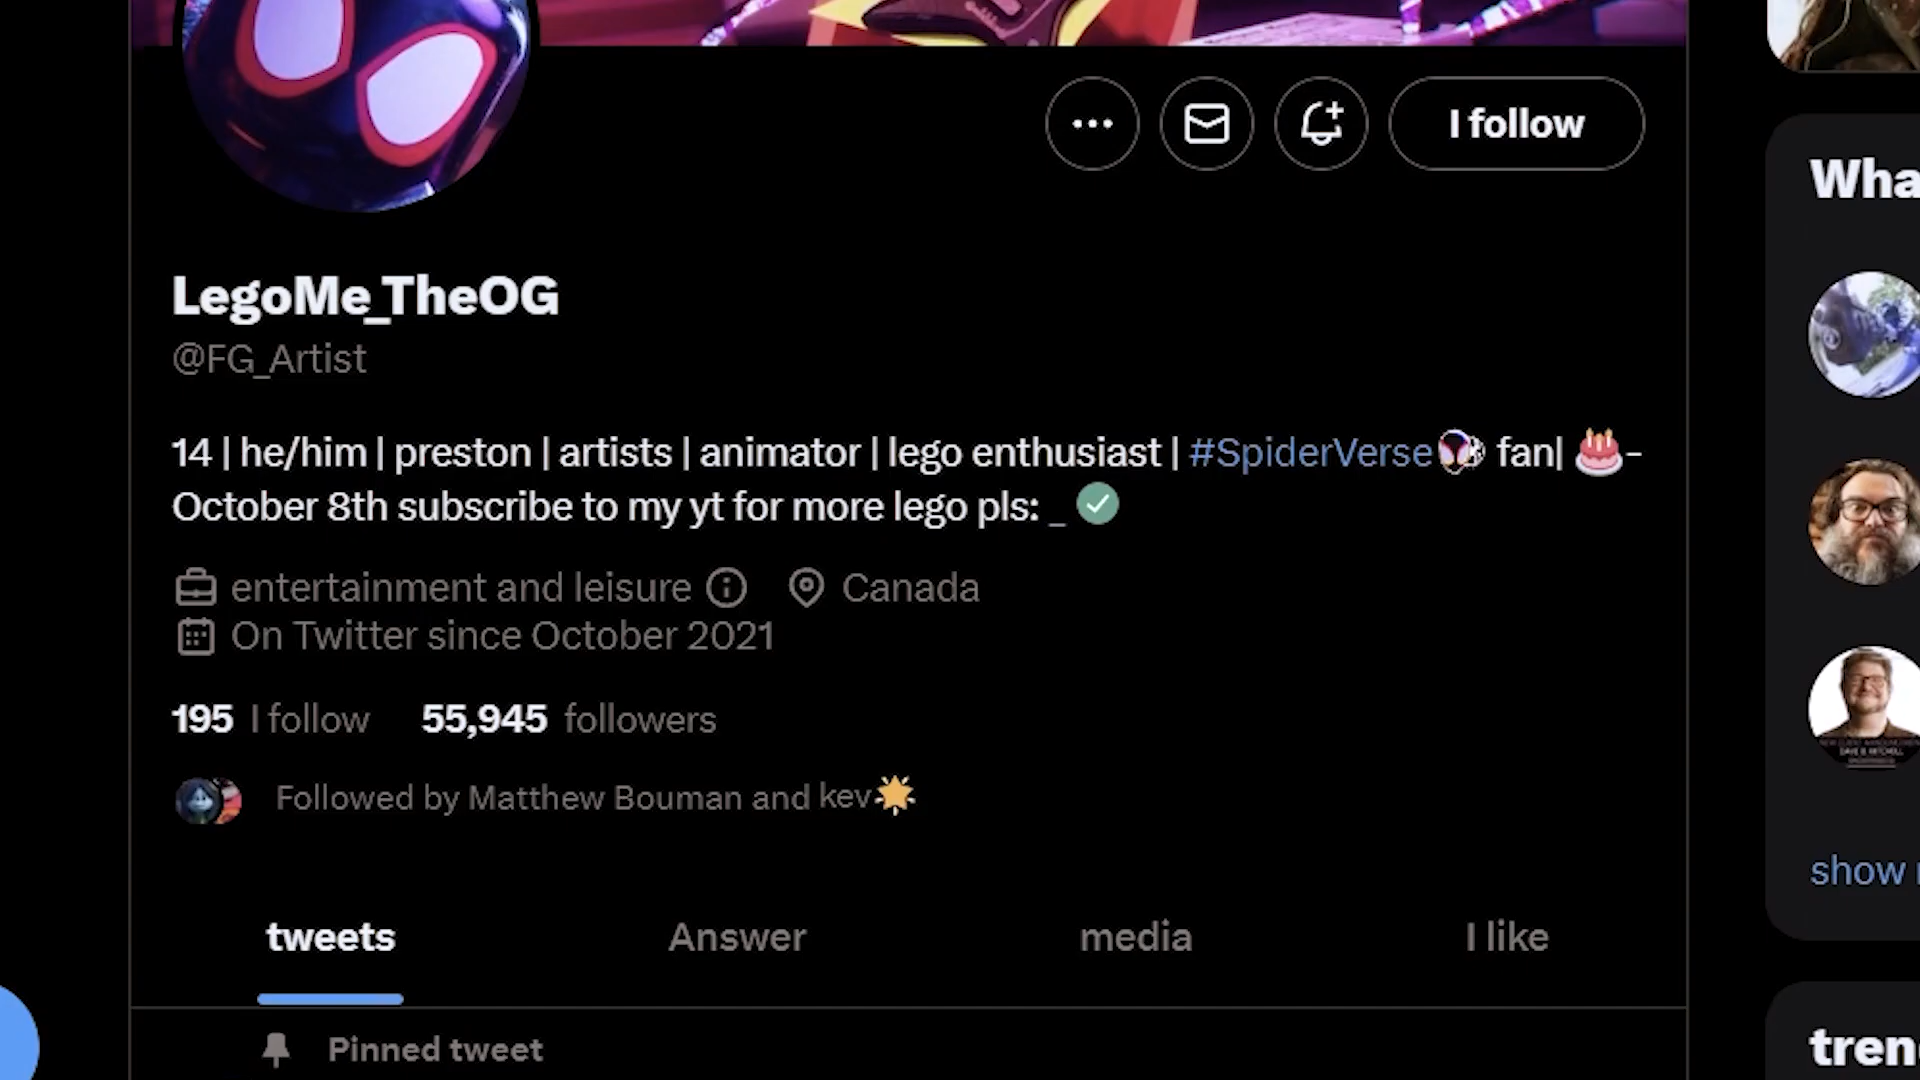 I follow
Wha
LegoMe_TheOG
@FG_Artist
14 | he/him | preston | artists | animator | lego enthusiast | #SpiderVerse fan| 🎂-
October 8th subscribe to my yt for more lego pls: _ ✅
entertainment and leisure Canada
On Twitter since October 2021
195 I follow 55,945 followers
Followed by Matthew Bouman and kev🌟
show
tweets Answer media I like
Pinned tweet
tren